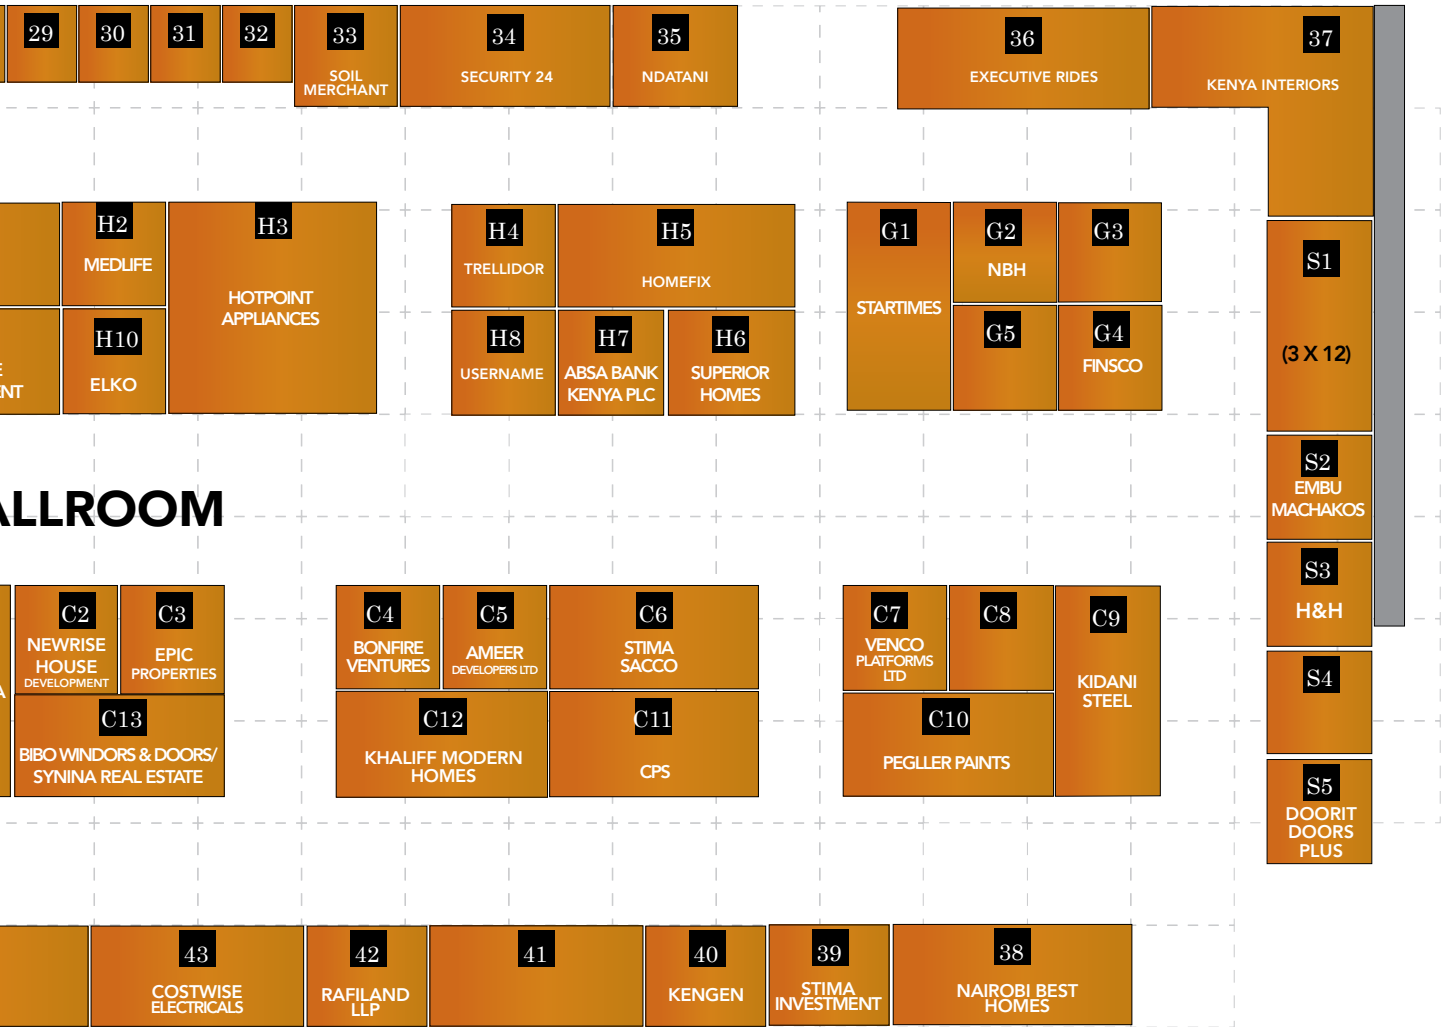 29
30
31
32
33
SOIL
MERCHANT
34
SECURITY 24
35
NDATANI
36
EXECUTIVE RIDES
37
KENYA INTERIORS
H2
MEDLIFE
H3
HOTPOINT
APPLIANCES
H10
ELKO
E
NT
H4
TRELLIDOR
H5
HOMEFIX
H8
USERNAME
H7
ABSA BANK
KENYA PLC
H6
SUPERIOR
HOMES
G1
STARTIMES
G2
NBH
G3
G5
G4
FINSCO
S1
(3 X 12)
S2
EMBU
MACHAKOS
S3
H&H
S4
S5
DOORIT
DOORS
PLUS
ALLROOM
A
C2
NEWRISE
HOUSE
DEVELOPMENT
C3
EPIC
PROPERTIES
C13
BIBO WINDORS & DOORS/
SYNINA REAL ESTATE
C4
BONFIRE
VENTURES
C5
AMEER
DEVELOPERS LTD
C6
STIMA
SACCO
C12
KHALIFF MODERN
HOMES
C11
CPS
C7
VENCO
PLATFORMS
LTD
C8
C9
KIDANI
STEEL
C10
PEGLLER PAINTS
43
COSTWISE
ELECTRICALS
42
RAFILAND
LLP
41
40
KENGEN
39
STIMA
INVESTMENT
38
NAIROBI BEST
HOMES